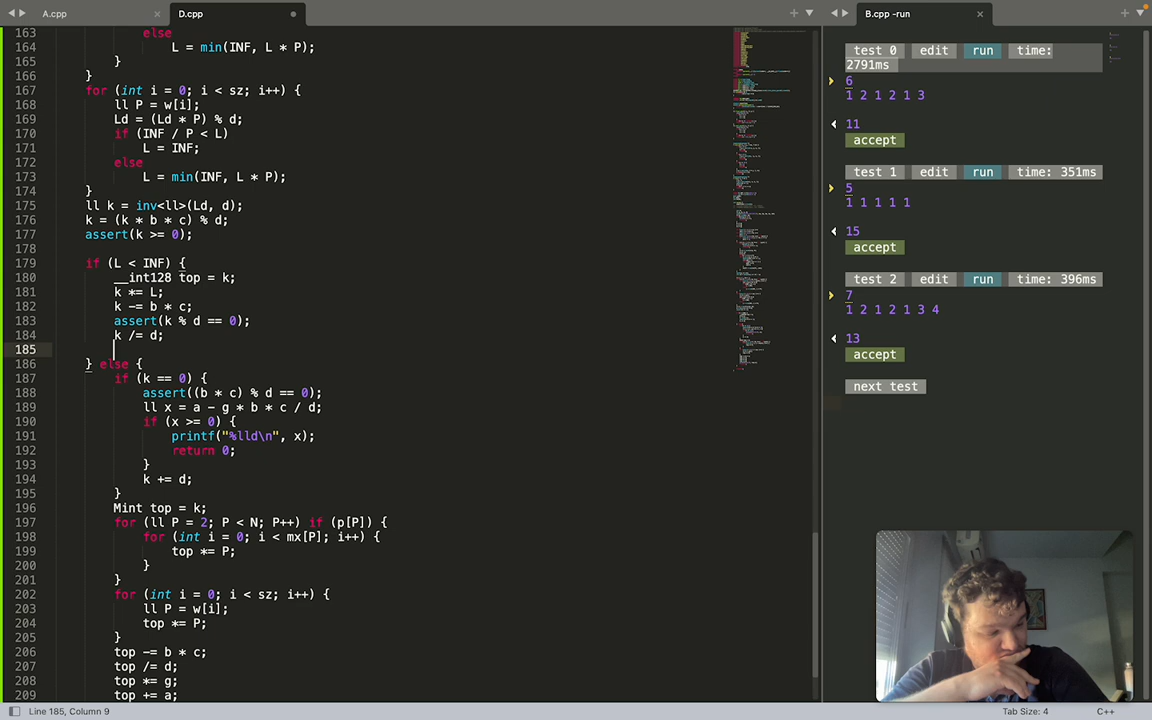 A.cpp
D.cpp
163 else
164 L = min(INF, L * P);
165 }
166 }
167 for (int i = 0; i < sz; i++) {
168 ll P = w[i];
169 Ld = (Ld * P) % d;
170 if (INF / P < L)
171 L = INF;
172 else
173 L = min(INF, L * P);
174 }
175 ll k = inv<ll>(Ld, d);
176 k = (k * b * c) % d;
177 assert(k >= 0);
178
179 if (L < INF) {
180 __int128 top = k;
181 k *= L;
182 k -= b * c;
183 assert(k % d == 0);
184 k /= d;
185
186 } else {
187 if (k == 0) {
188 assert((b * c) % d == 0);
189 ll x = a - g * b * c / d;
190 if (x >= 0) {
191 printf("%lld\n", x);
192 return 0;
193 }
194 k += d;
195 }
196 Mint top = k;
197 for (ll P = 2; P < N; P++) if (p[P]) {
198 for (int i = 0; i < mx[P]; i++) {
199 top *= P;
200 }
201 }
202 for (int i = 0; i < sz; i++) {
203 ll P = w[i];
204 top *= P;
205 }
206 top -= b * c;
207 top /= d;
208 top *= g;
209 top += a;
Line 185, Column 9
Tab Size: 4
C++
B.cpp -run
test 0 edit run time:
2791ms
6
1 2 1 2 1 3
11
accept
test 1 edit run time: 351ms
5
1 1 1 1 1
15
accept
test 2 edit run time: 396ms
7
1 2 1 2 1 3 4
13
accept
next test